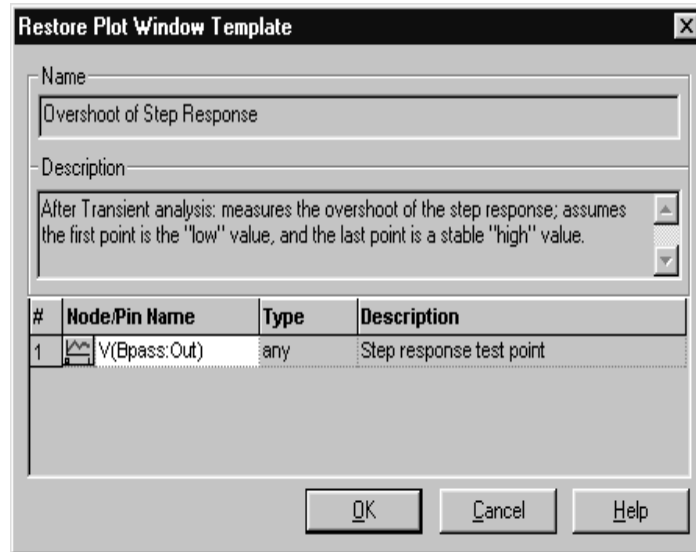 Restore Plot Window Template
Name
Overshoot of Step Response
Description
After Transient analysis: measures the overshoot of the step response; assumes
the first point is the "low" value, and the last point is a stable "high" value.
# Node/Pin Name Type Description
1 V(Bpass:Out) any Step response test point
OK Cancel Help